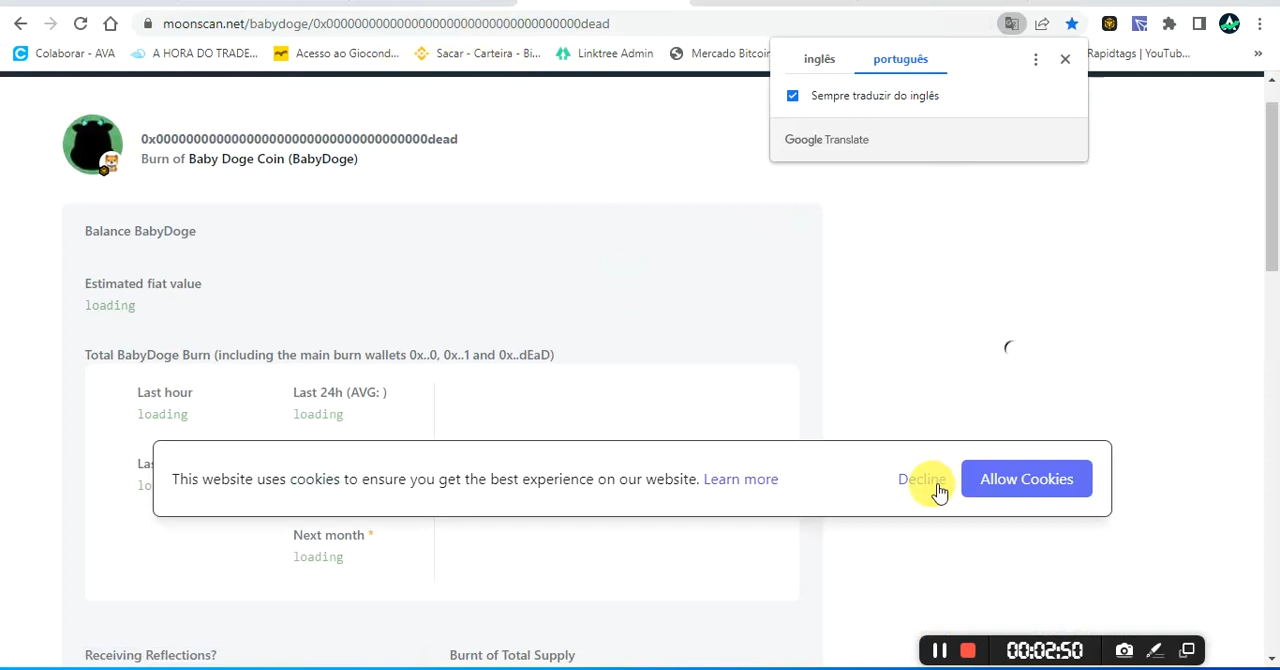 moonscan.net/babydoge/0x000000000000000000000000000000000000dead
Colaborar - AVA
A HORA DO TRADE...
Acesso ao Giocond...
Sacar - Carteira - Bi...
Linktree Admin
Mercado Bitcoin
Rapidtags | YouTub...
»
inglês
português
Sempre traduzir do inglês
Google Translate
0x000000000000000000000000000000000000dead
Burn of Baby Doge Coin (BabyDoge)
Balance BabyDoge
Estimated fiat value
loading
Total BabyDoge Burn (including the main burn wallets 0x..0, 0x..1 and 0x..dEaD)
Last hour
Last 24h (AVG: )
loading
loading
This website uses cookies to ensure you get the best experience on our website. Learn more
Decline
Allow Cookies
Next month *
loading
Receiving Reflections?
Burnt of Total Supply
00:02:50